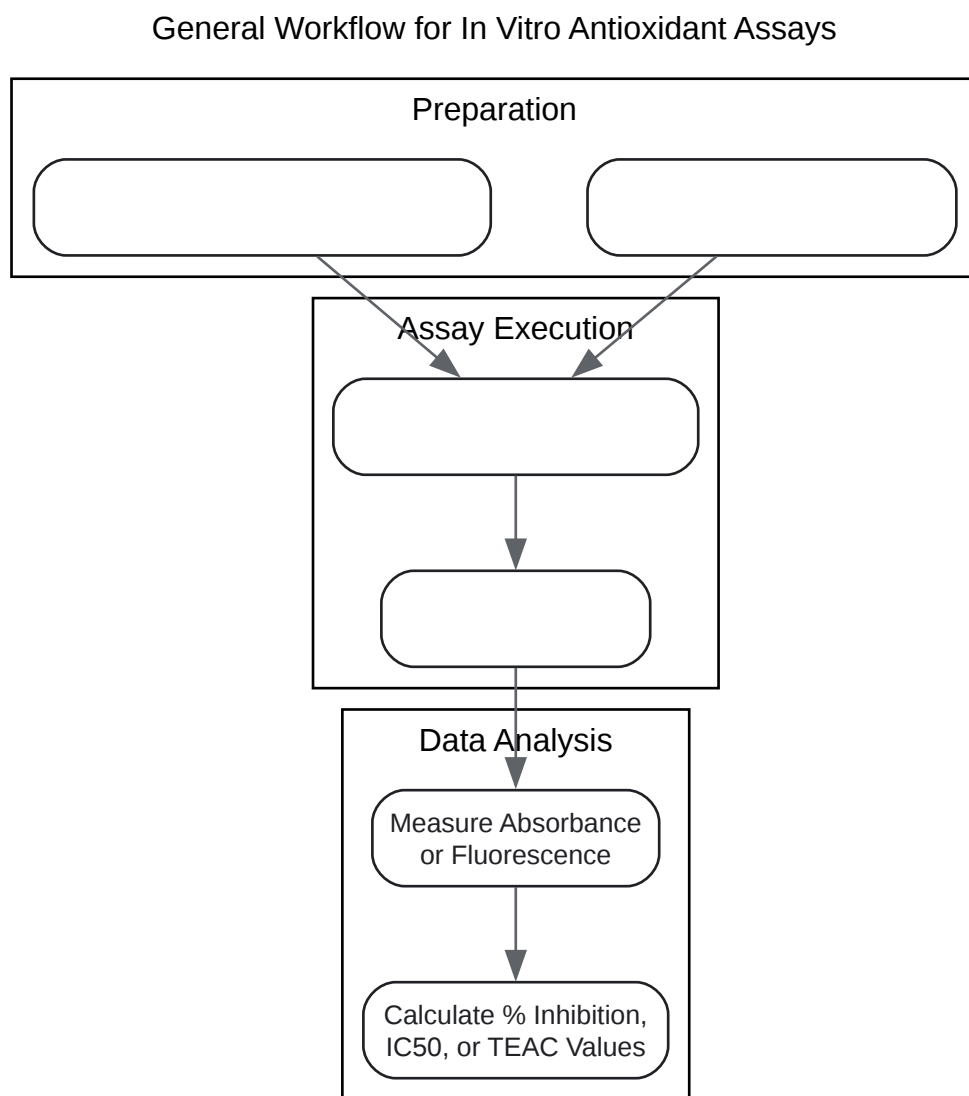 General Workflow for In Vitro Antioxidant Assays
Preparation
Assay Execution
Data Analysis
Measure Absorbance
or Fluorescence
Calculate % Inhibition,
IC50, or TEAC Values